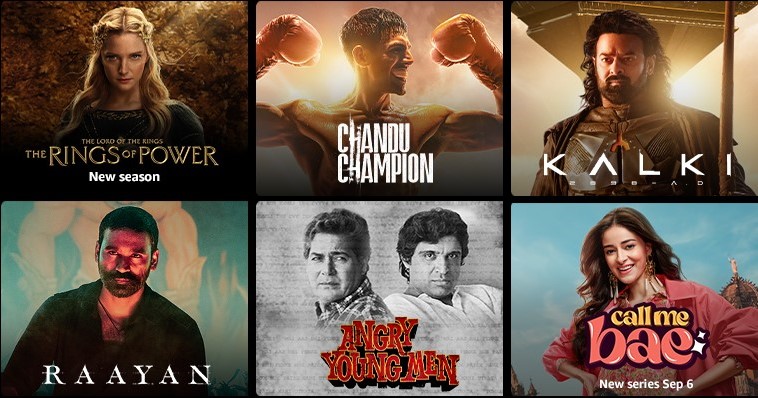 THE LORD OF THE RINGS
THE RINGS OF POWER
New season
CHANDU
CHAMPION
KALKI
2898-A.D
RAAYAN
ANGRY
YOUNG MEN
call me
bae
New series Sep 6